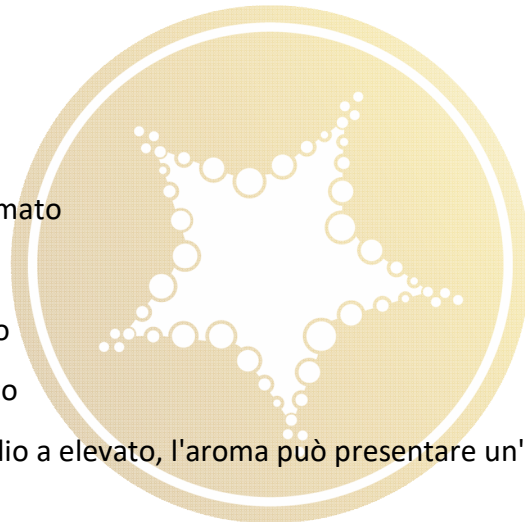 mato
o
o
dio a elevato, l'aroma può presentare un'